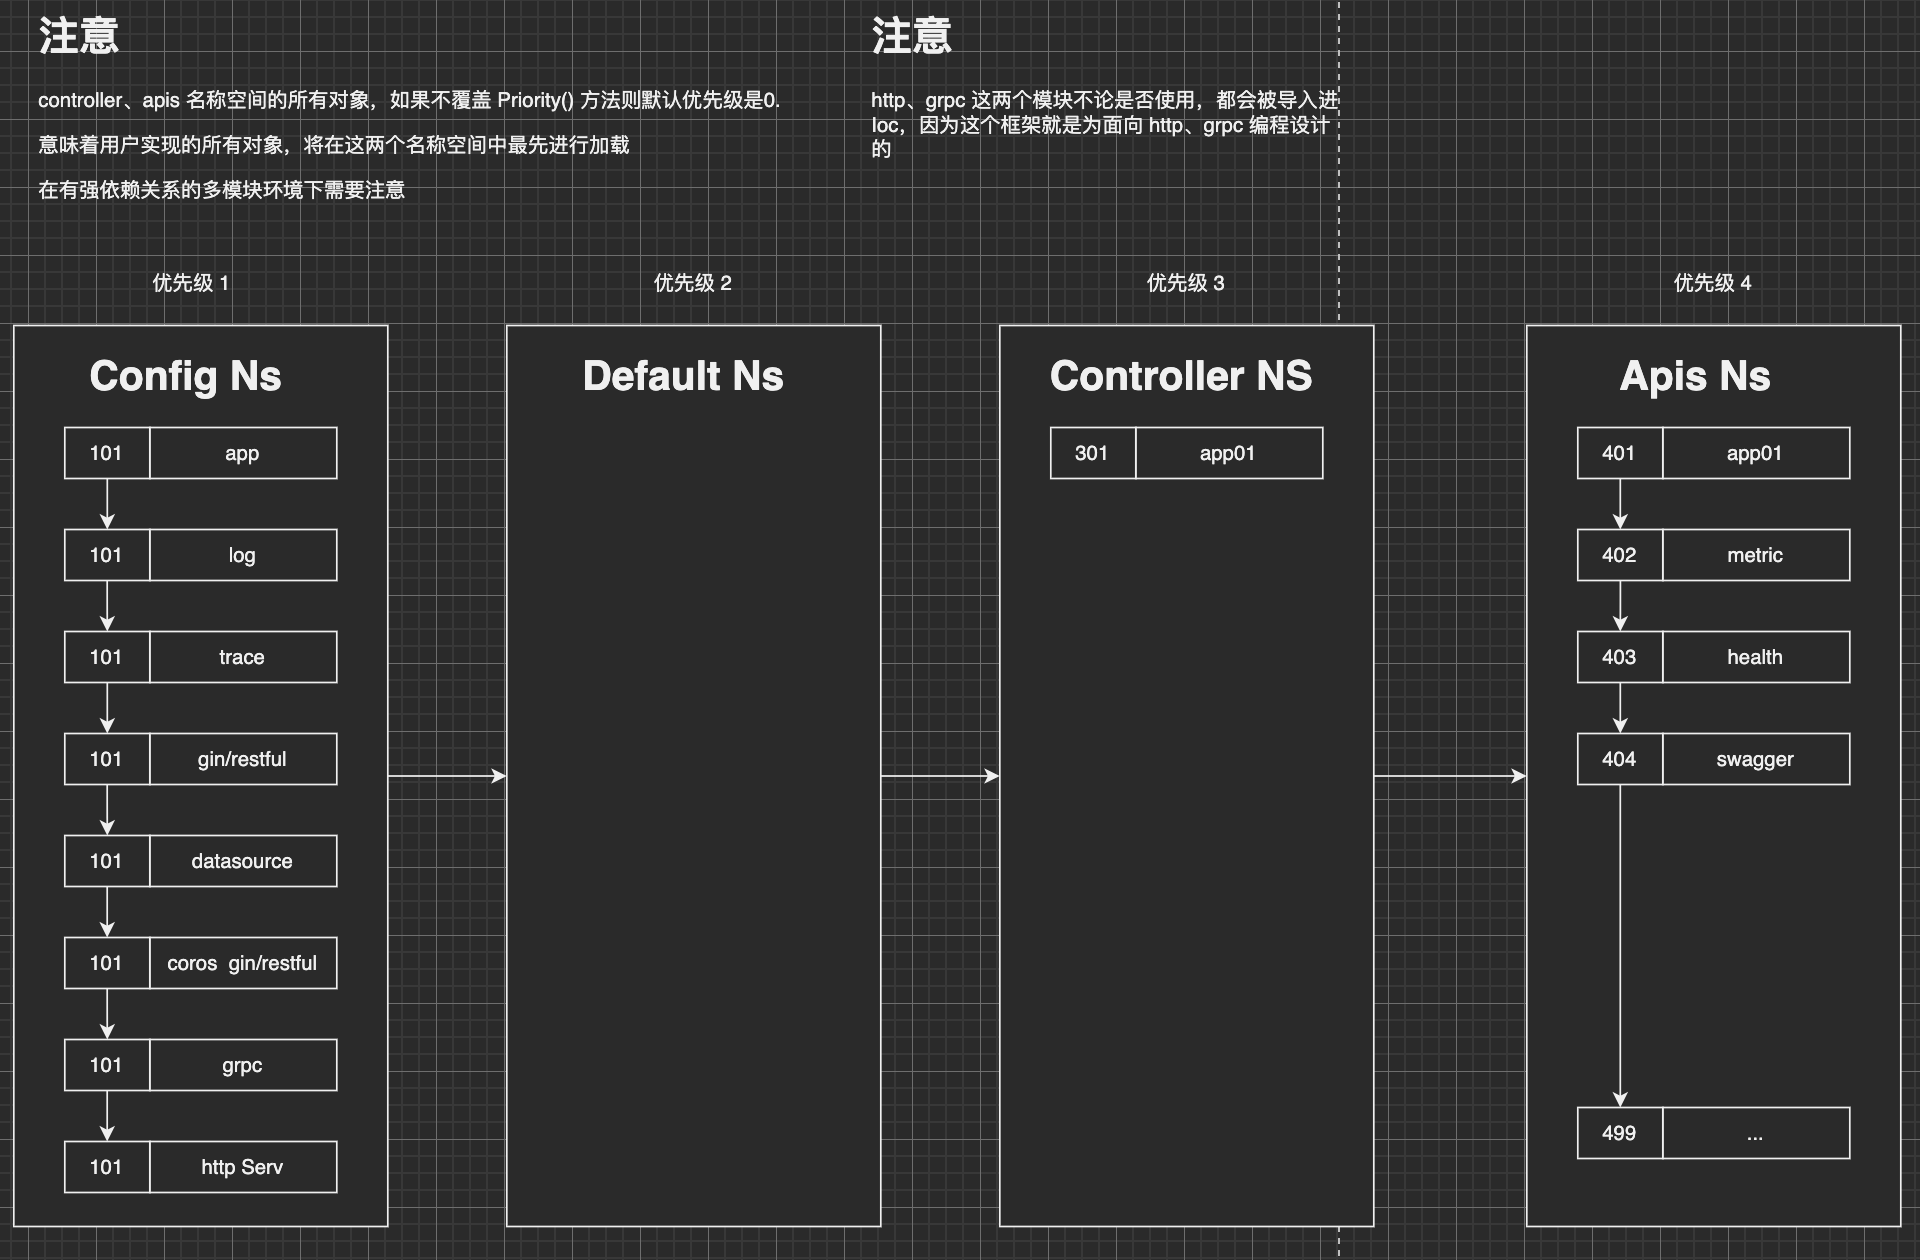 注意
controller、apis 名称空间的所有对象，如果不覆盖 Priority() 方法则默认优先级是0.
意味着用户实现的所有对象，将在这两个名称空间中最先进行加载
在有强依赖关系的多模块环境下需要注意
注意
http、grpc 这两个模块不论是否使用，都会被导入进
Ioc，因为这个框架就是为面向 http、grpc 编程设计
的
优先级 1
Config Ns
101 app
101 log
101 trace
101 gin/restful
101 datasource
101 coros gin/restful
101 grpc
101 http Serv
优先级 2
Default Ns
优先级 3
Controller NS
301 app01
优先级 4
Apis Ns
401 app01
402 metric
403 health
404 swagger
499 ...